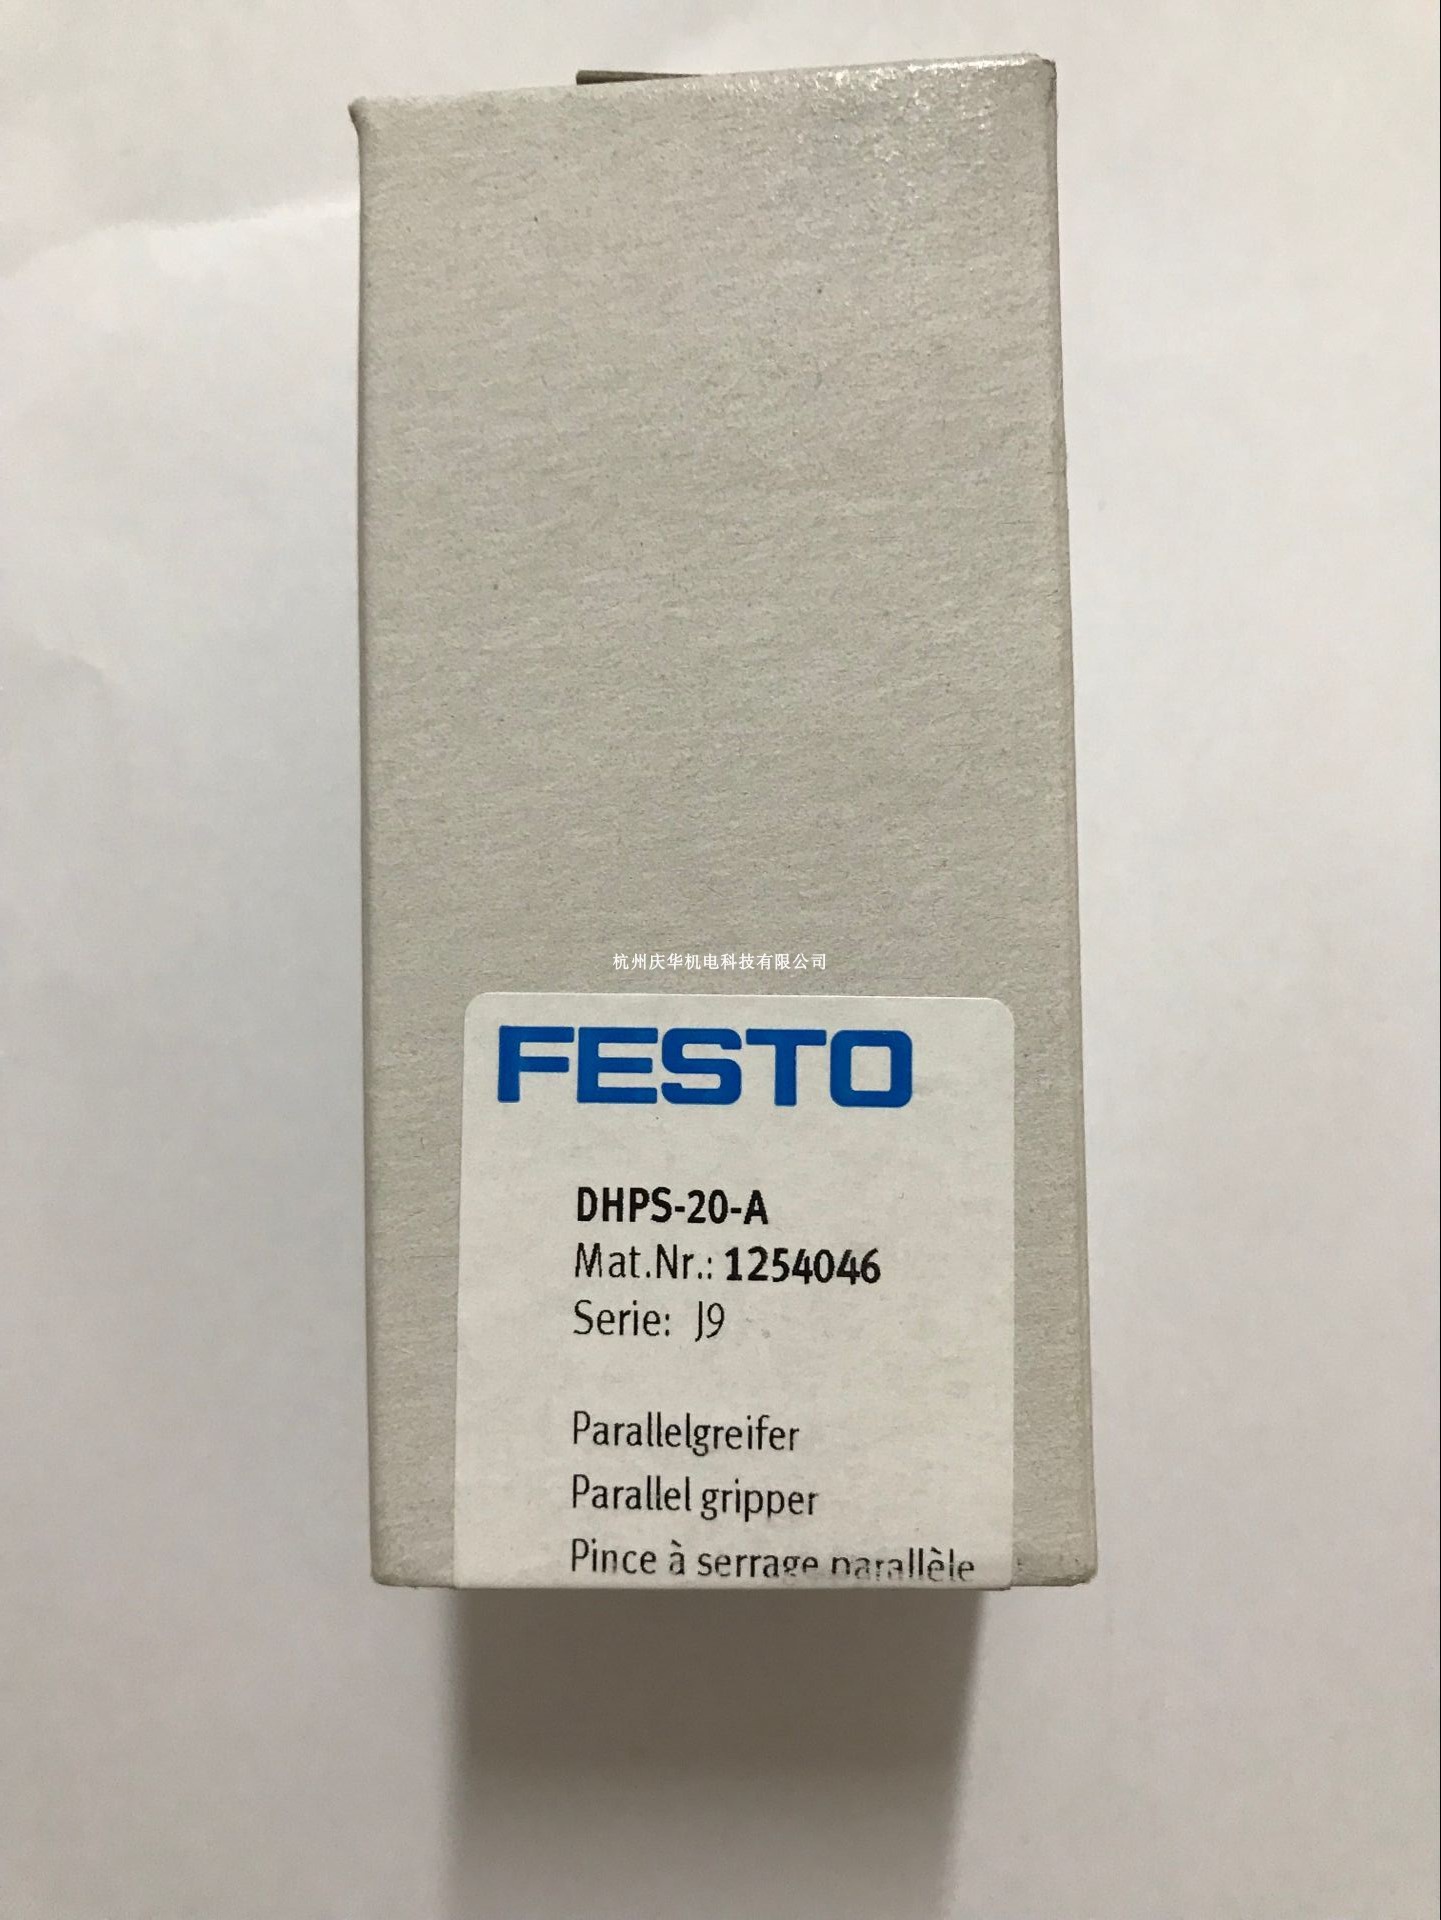 杭州庆华机电科技有限公司
FESTO
DHPS-20-A
Mat.Nr.: 1254046
Serie: J9
Parallelgreifer
Parallel gripper
Pince à serrage parallèle